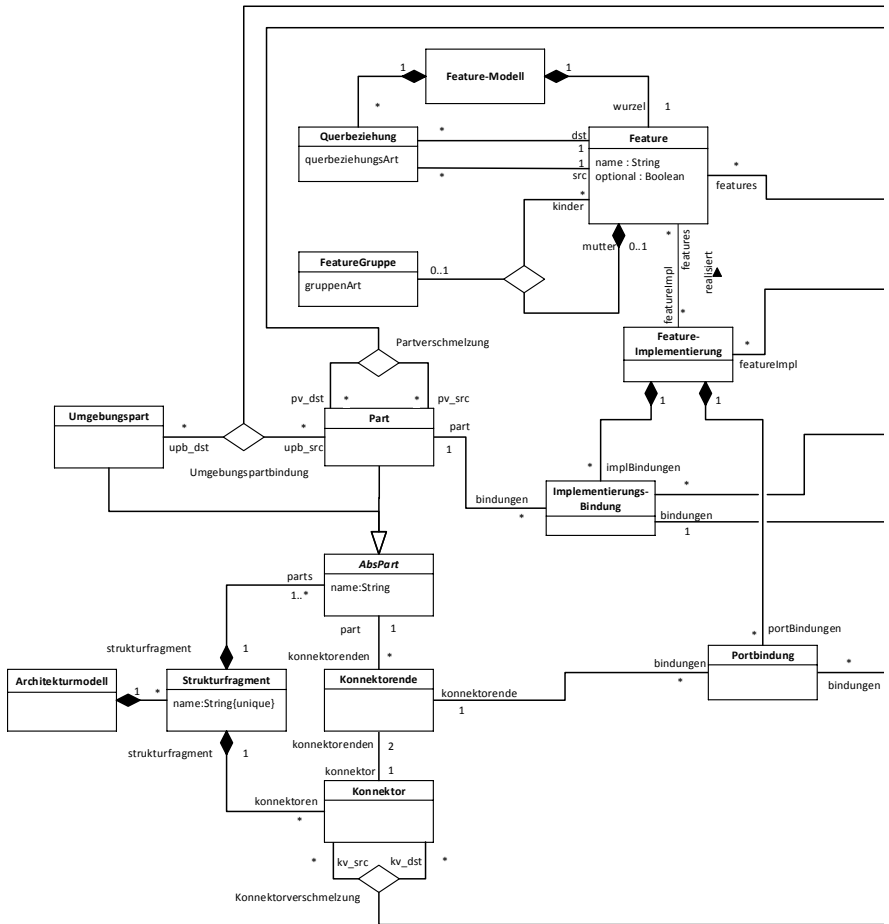 1
Feature-Modell
1
*
wurzel
1
Querbeziehung
*
dst
Feature
querbeziehungsArt
1
name : String
optional : Boolean
1
*
src
*
features
*
kinder
FeatureGruppe
0..1
gruppenArt
mutter
0..1
*
features
realisiert
featureImpl
*
Feature-
Implementierung
*
featureImpl
Partverschmelzung
pv_dst
*
*
pv_src
1
1
Umgebungspart
*
upb_dst
*
upb_src
Part
part
1
Umgebungspartbindung
*
implBindungen
bindungen
*
Implementierungs-
Bindung
*
bindungen
1
AbsPart
name:String
parts
1..*
part
1
strukturfragment
1
konnektorenden
*
*
portBindungen
Architekturmodell
1
*
Strukturfragment
name:String{unique}
Konnektorende
konnektorende
1
bindungen
*
Portbindung
*
bindungen
strukturfragment
1
konnektorenden
2
konnektor
1
konnektoren
*
Konnektor
*
kv_src
kv_dst
*
Konnektorverschmelzung